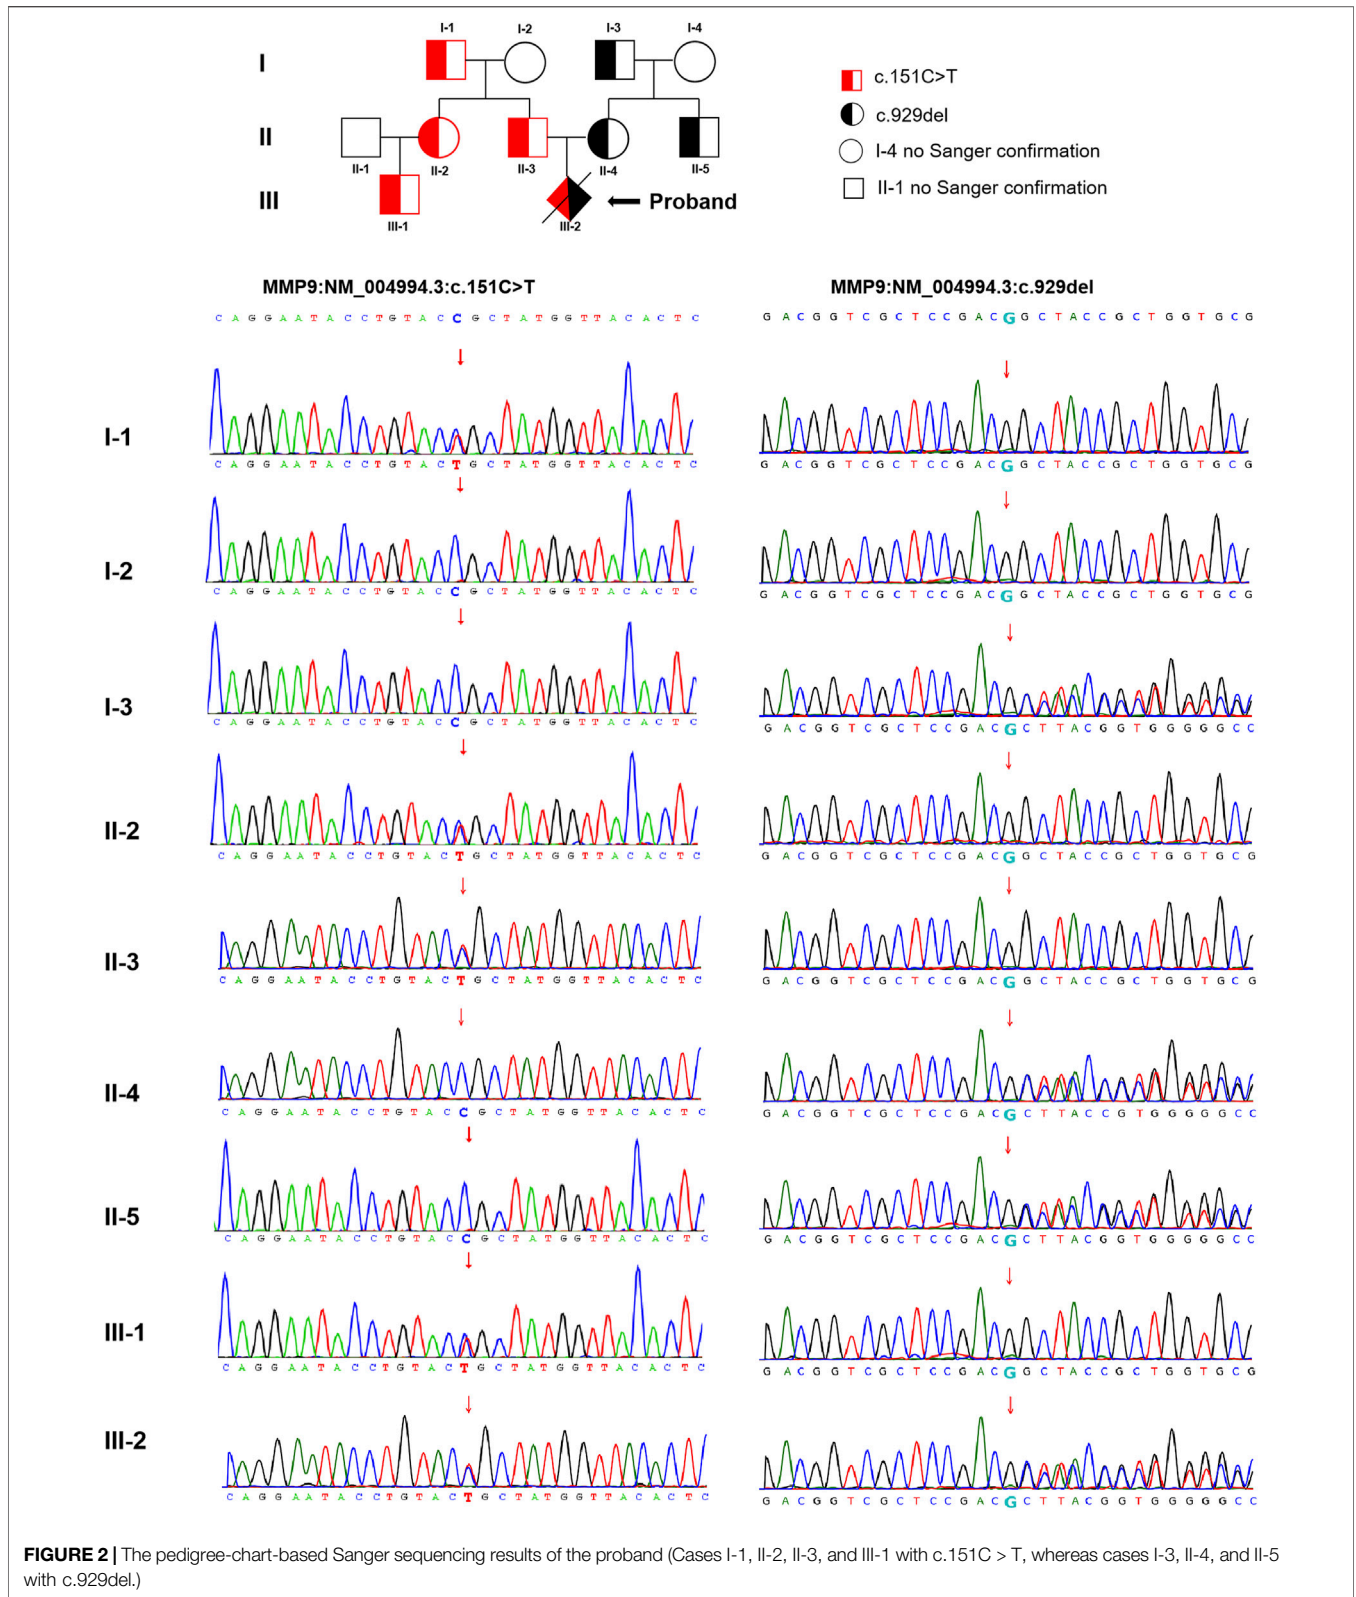 I-1
I-2
I-3
I-4
I
c.151C>T
c.929del
II
I-4 no Sanger confirmation
II-1
II-2
II-3
II-4
II-5
II-1 no Sanger confirmation
III
Proband
III-1
III-2
MMP9:NM_004994.3:c.151C>T
MMP9:NM_004994.3:c.929del
C A G G A A T A C C T G T A C C G C T A T G G T T A C A C T C
G A C G G T C G C T C C G A C G G C T A C C G C T G G T G C G
I-1
C A G G A A T A C C T G T A C T G C T A T G G T T A C A C T C
G A C G G T C G C T C C G A C G G C T A C C G C T G G T G C G
I-2
C A G G A A T A C C T G T A C C G C T A T G G T T A C A C T C
G A C G G T C G C T C C G A C G G C T A C C G C T G G T G C G
I-3
C A G G A A T A C C T G T A C C G C T A T G G T T A C A C T C
G A C G G T C G C T C C G A C G C T T A C G G T G G G G G C C
II-2
C A G G A A T A C C T G T A C T G C T A T G G T T A C A C T C
G A C G G T C G C T C C G A C G G C T A C C G C T G G T G C G
II-3
C A G G A A T A C C T G T A C T G C T A T G G T T A C A C T C
G A C G G T C G C T C C G A C G G C T A C C G C T G G T G C G
II-4
C A G G A A T A C C T G T A C C G C T A T G G T T A C A C T C
G A C G G T C G C T C C G A C G C T T A C C G T G G G G G C C
II-5
C A G G A A T A C C T G T A C C G C T A T G G T T A C A C T C
G A C G G T C G C T C C G A C G C T T A C G G T G G G G G C C
III-1
C A G G A A T A C C T G T A C T G C T A T G G T T A C A C T C
G A C G G T C G C T C C G A C G G C T A C C G C T G G T G C G
III-2
C A G G A A T A C C T G T A C T G C T A T G G T T A C A C T C
G A C G G T C G C T C C G A C G C T T A C G G T G G G G G C C
FIGURE 2 | The pedigree-chart-based Sanger sequencing results of the proband (Cases I-1, II-2, II-3, and III-1 with c.151C > T, whereas cases I-3, II-4, and II-5
with c.929del.)